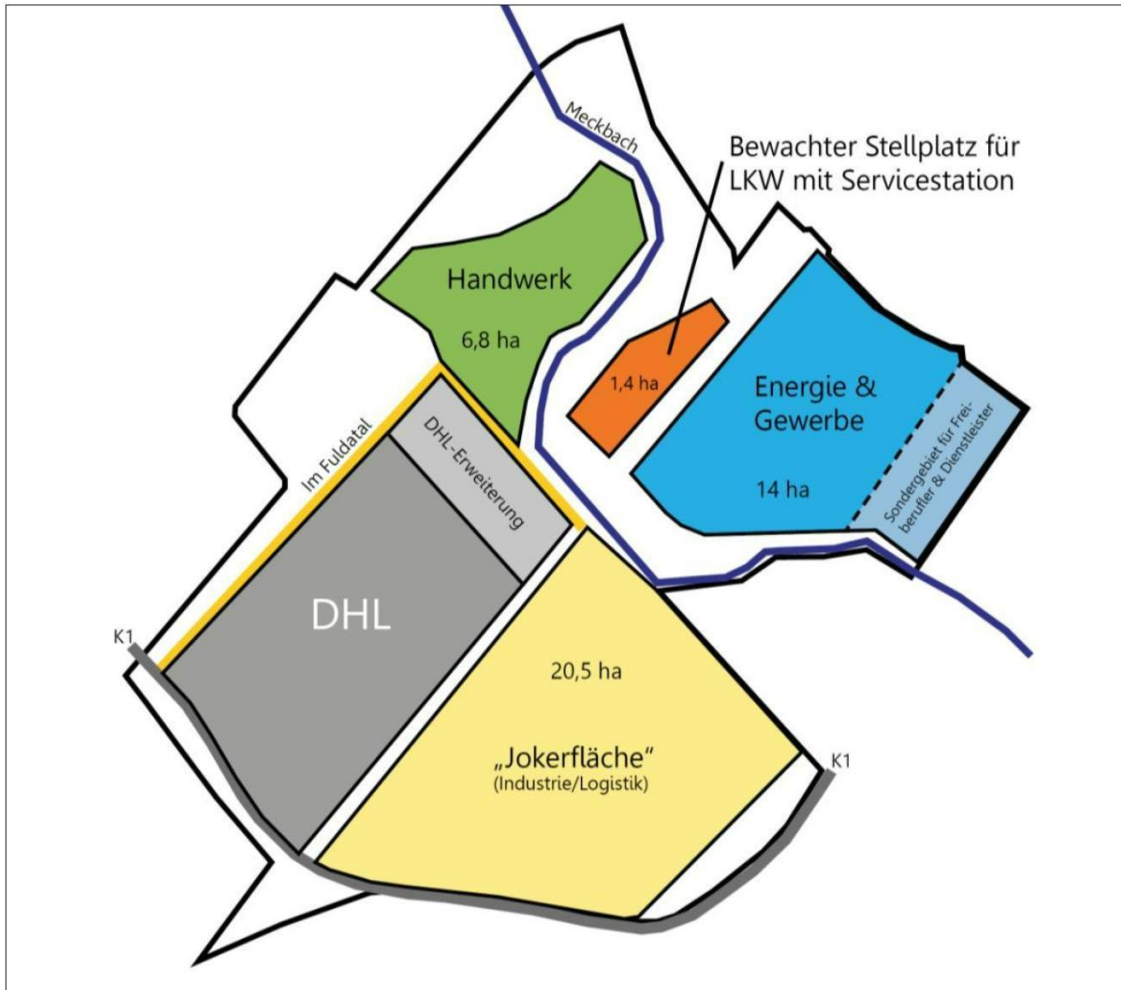 Meckbach
Bewachter Stellplatz für
LKW mit Servicestation
Handwerk
6,8 ha
1,4 ha
Energie &
Gewerbe
14 ha
Sondergebiet für Frei-
berufler & Dienstleister
Im Fuldatal
DHL-Erweiterung
DHL
K1
20,5 ha
„Jokerfläche“
(Industrie/Logistik)
K1